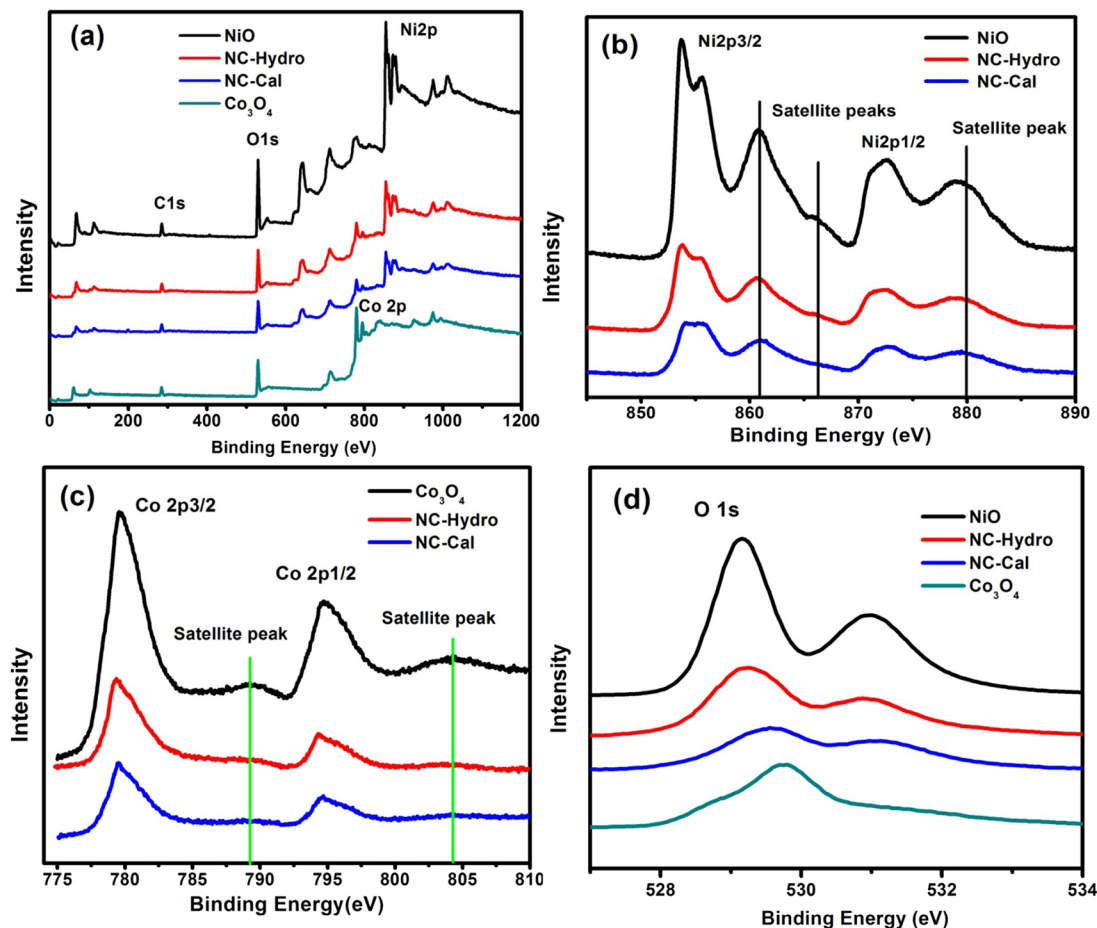 (a)
NiO
NC-Hydro
NC-Cal
Co₃O₄
Ni2p
O1s
C1s
Co 2p
Intensity
0 200 400 600 800 1000 1200
Binding Energy (eV)
(b)
Ni2p3/2
NiO
NC-Hydro
NC-Cal
Satellite peaks
Ni2p1/2
Satellite peak
Intensity
850 860 870 880 890
Binding Energy (eV)
(c)
Co 2p3/2
Co₃O₄
NC-Hydro
NC-Cal
Co 2p1/2
Satellite peak
Satellite peak
Intensity
775 780 785 790 795 800 805 810
Binding Energy(eV)
(d)
O 1s
NiO
NC-Hydro
NC-Cal
Co₃O₄
Intensity
528 530 532 534
Binding Energy (eV)